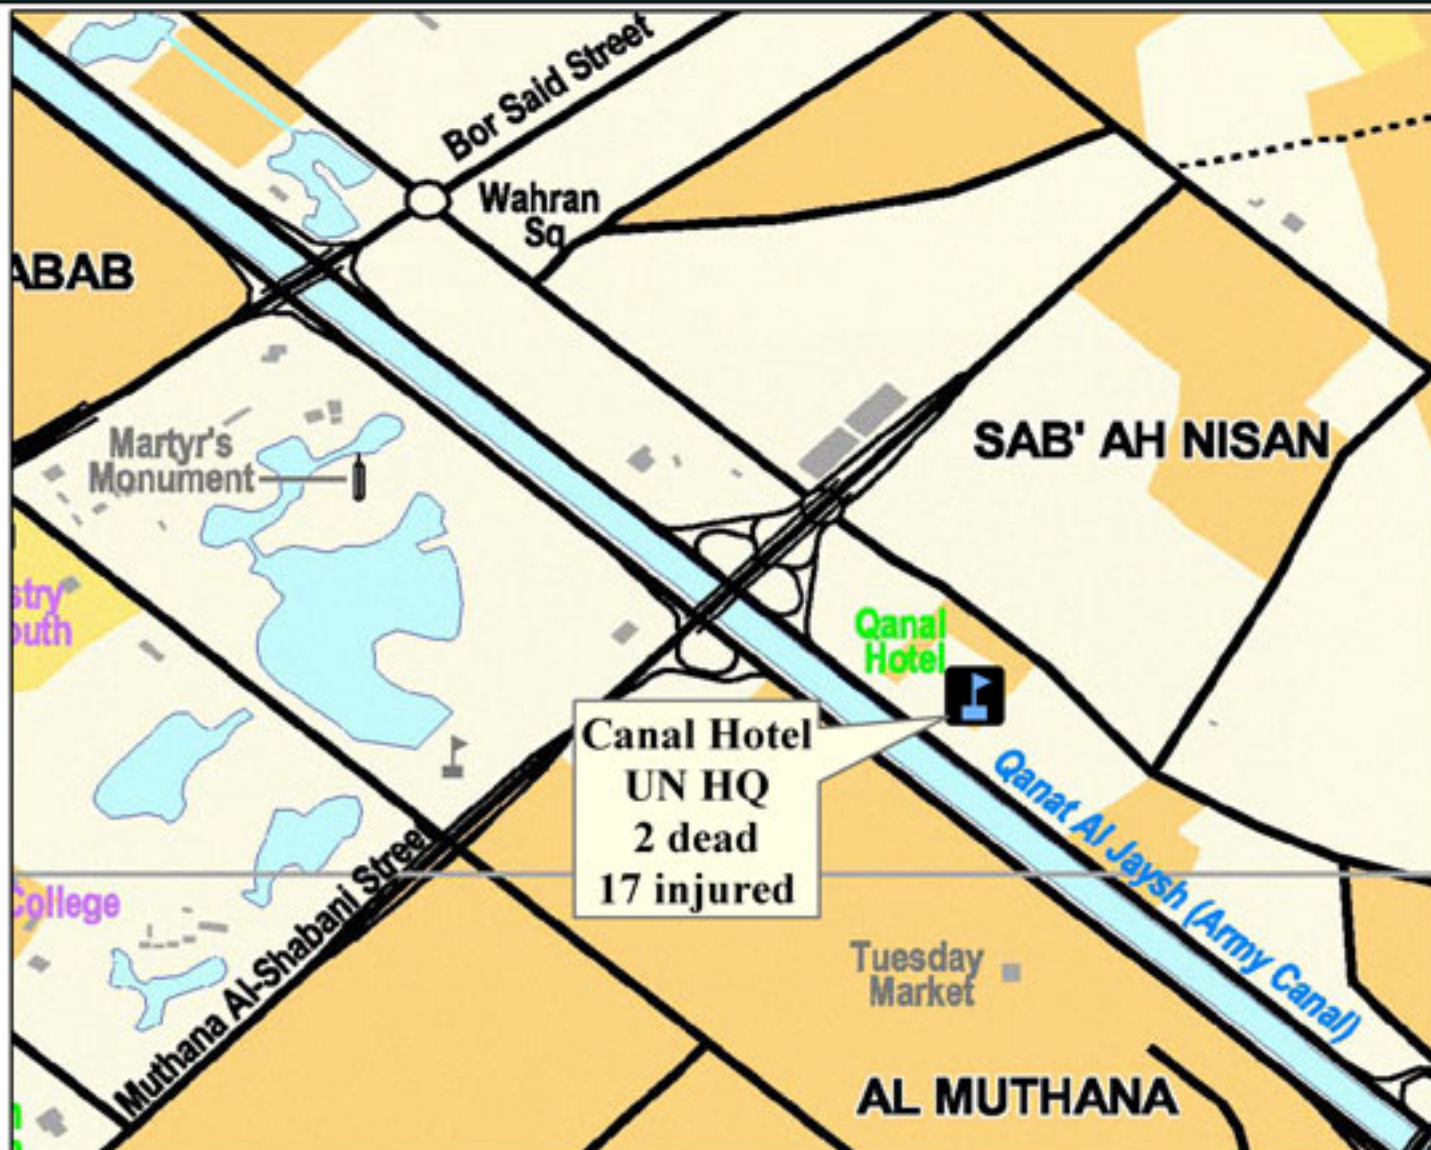 Bor Said Street
Wahran
Sq
ABAB
Martyr's
Monument
SAB' AH NISAN
stry
outh
Qanal
Hotel
Canal Hotel
UN HQ
2 dead
17 injured
Qanat Al Jaysh (Army Canal)
Muthana Al-Shabani Street
College
Tuesday
Market
AL MUTHANA